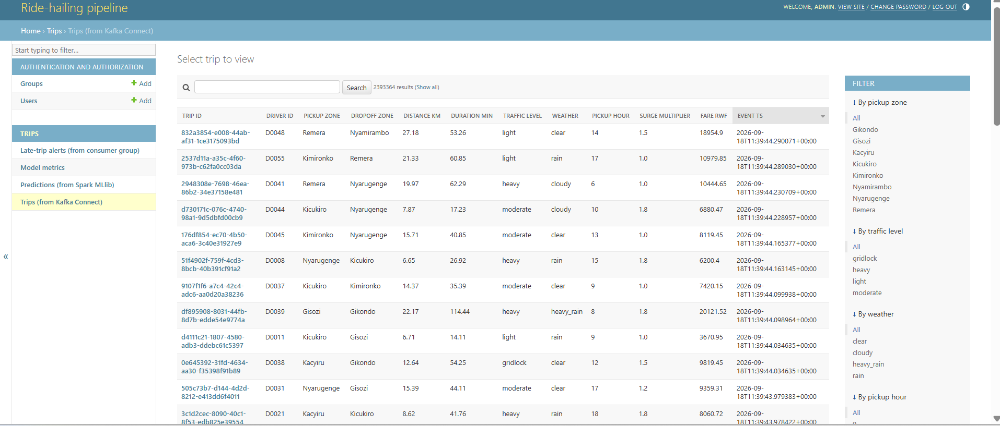 Ride-hailing pipeline
WELCOME, ADMIN. VIEW SITE / CHANGE PASSWORD / LOG OUT
Home › Trips › Trips (from Kafka Connect)
Start typing to filter...
AUTHENTICATION AND AUTHORIZATION
Groups + Add
Users + Add
TRIPS
Late-trip alerts (from consumer group)
Model metrics
Predictions (from Spark MLlib)
Trips (from Kafka Connect)
«
Select trip to view
Search 2393364 results (Show all)
TRIP ID DRIVER ID PICKUP ZONE DROPOFF ZONE DISTANCE KM DURATION MIN TRAFFIC LEVEL WEATHER PICKUP HOUR SURGE MULTIPLIER FARE RWF EVENT TS
832a3854-e008-44ab- D0048 Remera Nyamirambo 27.18 53.26 light clear 14 1.5 18954.9 2026-09-
af31-1ce3175093bd 18T11:39:44.290071+00:00
2537d11a-a35c-4f60- D0055 Kimironko Remera 21.33 60.85 light rain 17 1.0 10979.85 2026-09-
973b-c62fa0cc03da 18T11:39:44.289030+00:00
2948308e-7698-46ea- D0041 Remera Nyarugenge 19.97 62.29 heavy cloudy 6 1.0 10444.65 2026-09-
86b2-34e37158e481 18T11:39:44.230709+00:00
d730171c-076c-4740- D0044 Kicukiro Nyarugenge 7.87 17.23 moderate cloudy 10 1.8 6880.47 2026-09-
98a1-9d5dbfd00cb9 18T11:39:44.228957+00:00
176df854-ec70-4b50- D0045 Kimironko Nyarugenge 15.71 40.85 moderate clear 13 1.0 8119.45 2026-09-
aca6-3c40e31927e9 18T11:39:44.165377+00:00
51f4902f-759f-4cd3- D0008 Nyarugenge Kicukiro 6.65 26.92 heavy rain 15 1.8 6200.4 2026-09-
8bcb-40b391cf91a2 18T11:39:44.163145+00:00
9107f1f6-a7c4-42c4- D0037 Kicukiro Kimironko 14.37 35.39 moderate clear 9 1.0 7420.15 2026-09-
adc6-aa0d20a38236 18T11:39:44.099938+00:00
df895908-8031-44fb- D0039 Gisozi Gikondo 22.17 114.44 heavy heavy_rain 8 1.8 20121.52 2026-09-
8d7b-edde54e9774a 18T11:39:44.098964+00:00
d4111c21-1807-4580- D0011 Kicukiro Gisozi 6.71 14.11 light rain 9 1.0 3670.95 2026-09-
adb3-ddebc61c5397 18T11:39:44.034635+00:00
0e645392-31fd-4634- D0038 Kacyiru Gikondo 12.64 54.25 gridlock clear 12 1.5 9819.45 2026-09-
aa30-f35398f91b89 18T11:39:44.034635+00:00
505c73b7-d144-4d2d- D0031 Nyarugenge Gisozi 15.39 44.11 moderate clear 17 1.2 9359.31 2026-09-
8212-e413dd6f4011 18T11:39:43.979383+00:00
3c1d2cec-8090-40c1- D0021 Kacyiru Kicukiro 8.62 41.76 heavy rain 18 1.8 8060.72 2026-09-
8f53-edb825e39554 18T11:39:43.978422+00:00
FILTER
↓ By pickup zone
All
Gikondo
Gisozi
Kacyiru
Kicukiro
Kimironko
Nyamirambo
Nyarugenge
Remera
↓ By traffic level
All
gridlock
heavy
light
moderate
↓ By weather
All
clear
cloudy
heavy_rain
rain
↓ By pickup hour
All